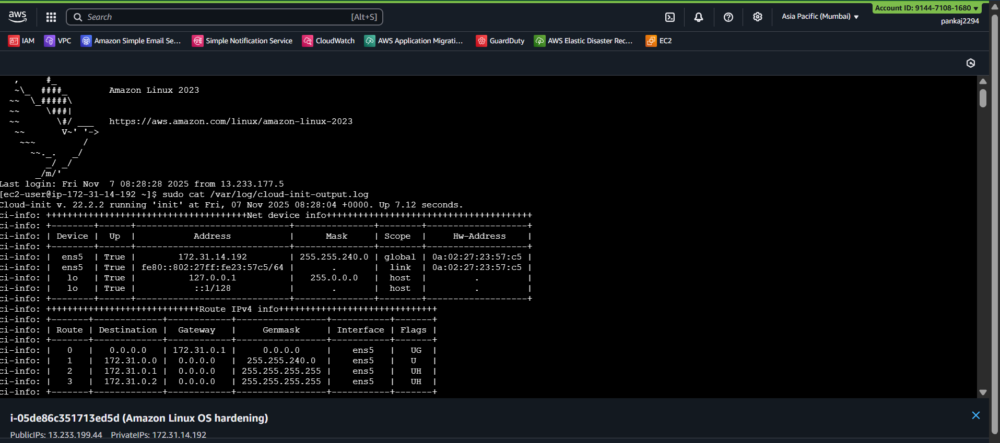 Account ID: 9144-7108-1680
aws
Search [Alt+S]
Asia Pacific (Mumbai)
pankaj2294
IAM VPC Amazon Simple Email Se... Simple Notification Service CloudWatch AWS Application Migrati... GuardDuty AWS Elastic Disaster Rec... EC2
   ,     #_
   ~\_  ####_        Amazon Linux 2023
  ~~  \_#####\
  ~~     \###|
  ~~       \#/ ___   https://aws.amazon.com/linux/amazon-linux-2023
   ~~       V~' '->
    ~~~         /
      ~~._.   _/
         _/ _/
       _/m/'
Last login: Fri Nov  7 08:28:28 2025 from 13.233.177.5
[ec2-user@ip-172-31-14-192 ~]$ sudo cat /var/log/cloud-init-output.log
Cloud-init v. 22.2.2 running 'init' at Fri, 07 Nov 2025 08:28:04 +0000. Up 7.12 seconds.
ci-info: ++++++++++++++++++++++++++++++++++++++Net device info+++++++++++++++++++++++++++++++++++++++
ci-info: +--------+------+-----------------------------+---------------+--------+-------------------+
ci-info: | Device |  Up  |           Address           |      Mask     | Scope  |     Hw-Address    |
ci-info: +--------+------+-----------------------------+---------------+--------+-------------------+
ci-info: |  ens5  | True |        172.31.14.192        | 255.255.240.0 | global | 0a:02:27:23:57:c5 |
ci-info: |  ens5  | True | fe80::802:27ff:fe23:57c5/64 |       .       |  link  | 0a:02:27:23:57:c5 |
ci-info: |   lo   | True |          127.0.0.1          |   255.0.0.0   |  host  |         .         |
ci-info: |   lo   | True |           ::1/128           |       .       |  host  |         .         |
ci-info: +--------+------+-----------------------------+---------------+--------+-------------------+
ci-info: +++++++++++++++++++++++++++++Route IPv4 info++++++++++++++++++++++++++++++
ci-info: +-------+-------------+------------+-----------------+-----------+-------+
ci-info: | Route | Destination |  Gateway   |     Genmask     | Interface | Flags |
ci-info: +-------+-------------+------------+-----------------+-----------+-------+
ci-info: |   0   |   0.0.0.0   | 172.31.0.1 |     0.0.0.0     |    ens5   |   UG  |
ci-info: |   1   |  172.31.0.0 |  0.0.0.0   |  255.255.240.0  |    ens5   |   U   |
ci-info: |   2   |  172.31.0.1 |  0.0.0.0   | 255.255.255.255 |    ens5   |   UH  |
ci-info: |   3   |  172.31.0.2 |  0.0.0.0   | 255.255.255.255 |    ens5   |   UH  |
ci-info: +-------+-------------+------------+-----------------+-----------+-------+
i-05de86c351713ed5d (Amazon Linux OS hardening)
PublicIPs: 13.233.199.44 PrivateIPs: 172.31.14.192